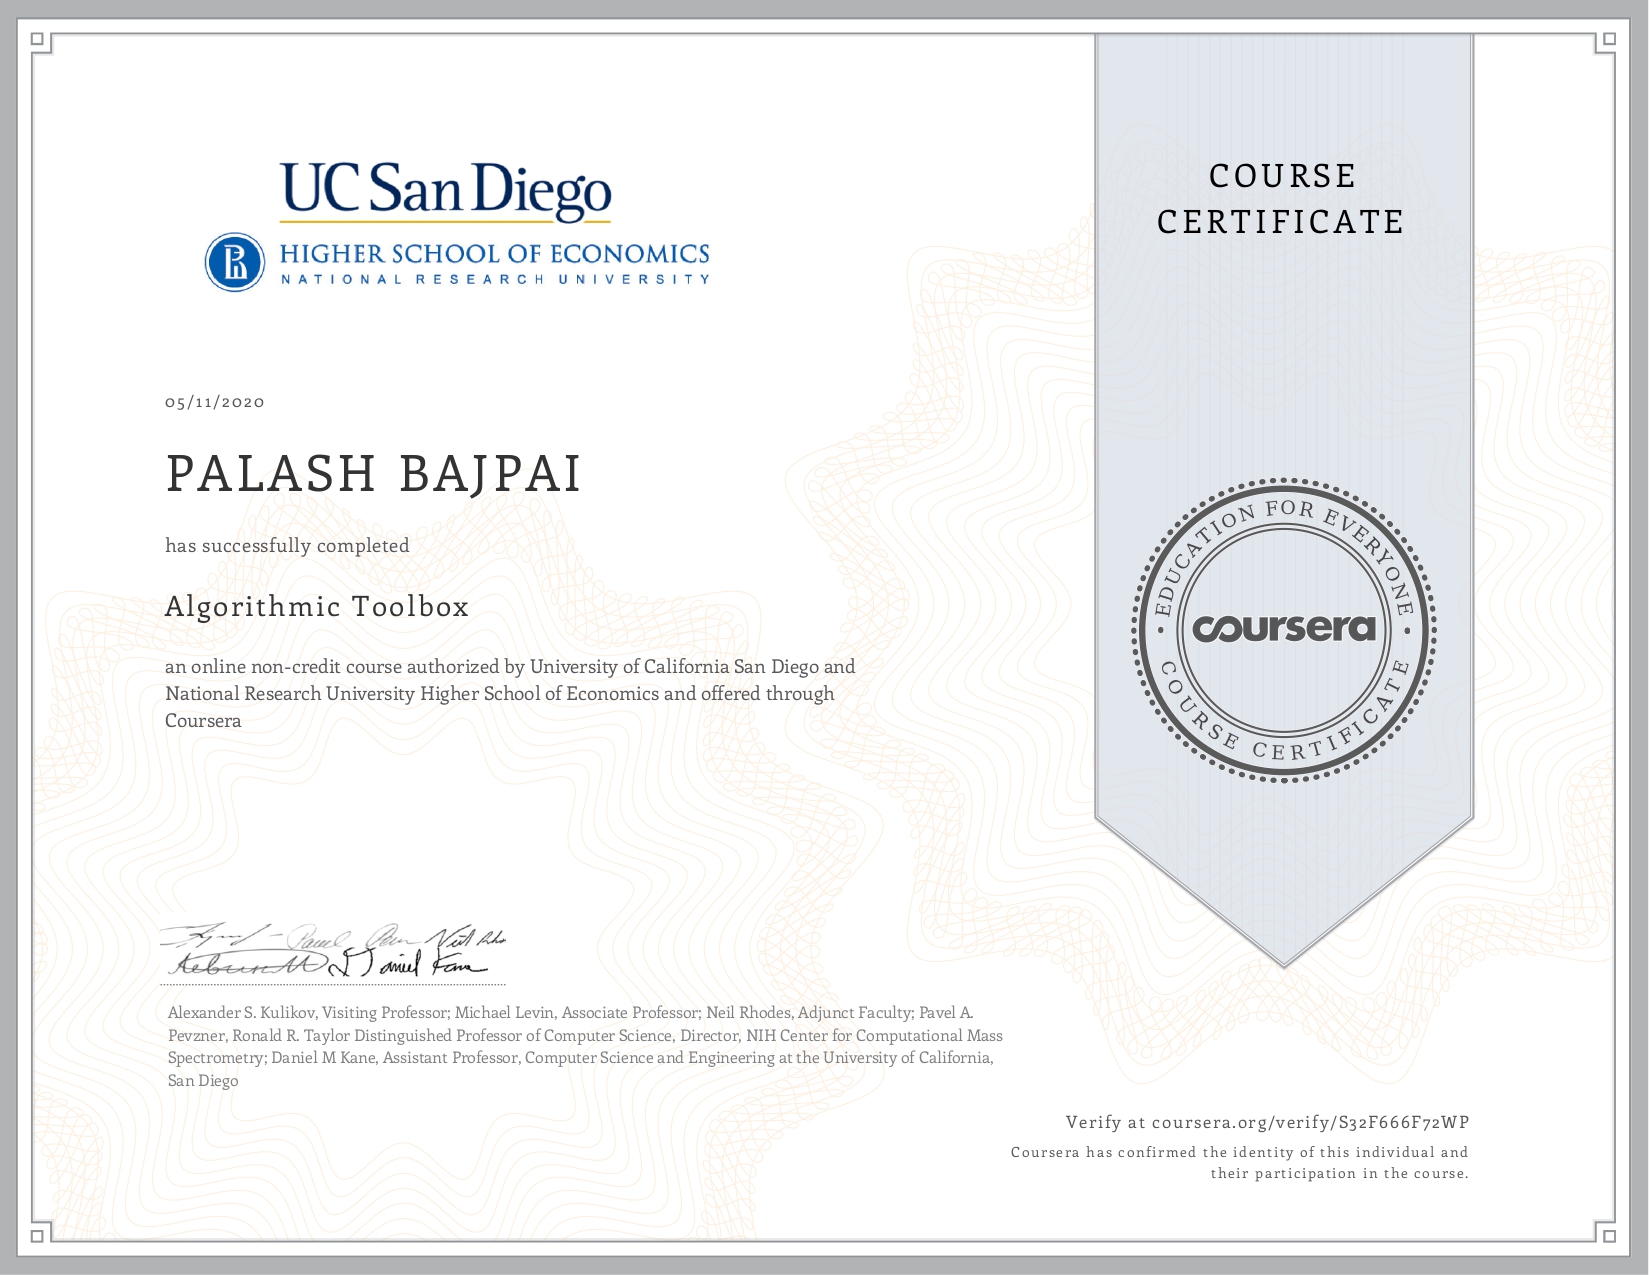 UC San Diego
HIGHER SCHOOL OF ECONOMICS
NATIONAL RESEARCH UNIVERSITY
COURSE
CERTIFICATE
05/11/2020
PALASH BAJPAI
has successfully completed
Algorithmic Toolbox
an online non-credit course authorized by University of California San Diego and
National Research University Higher School of Economics and offered through
Coursera
EDUCATION FOR EVERYONE
coursera
COURSE CERTIFICATE
Alexander S. Kulikov, Visiting Professor; Michael Levin, Associate Professor; Neil Rhodes, Adjunct Faculty; Pavel A.
Pevzner, Ronald R. Taylor Distinguished Professor of Computer Science, Director, NIH Center for Computational Mass
Spectrometry; Daniel M Kane, Assistant Professor, Computer Science and Engineering at the University of California,
San Diego
Verify at coursera.org/verify/S32F666F72WP
Coursera has confirmed the identity of this individual and
their participation in the course.